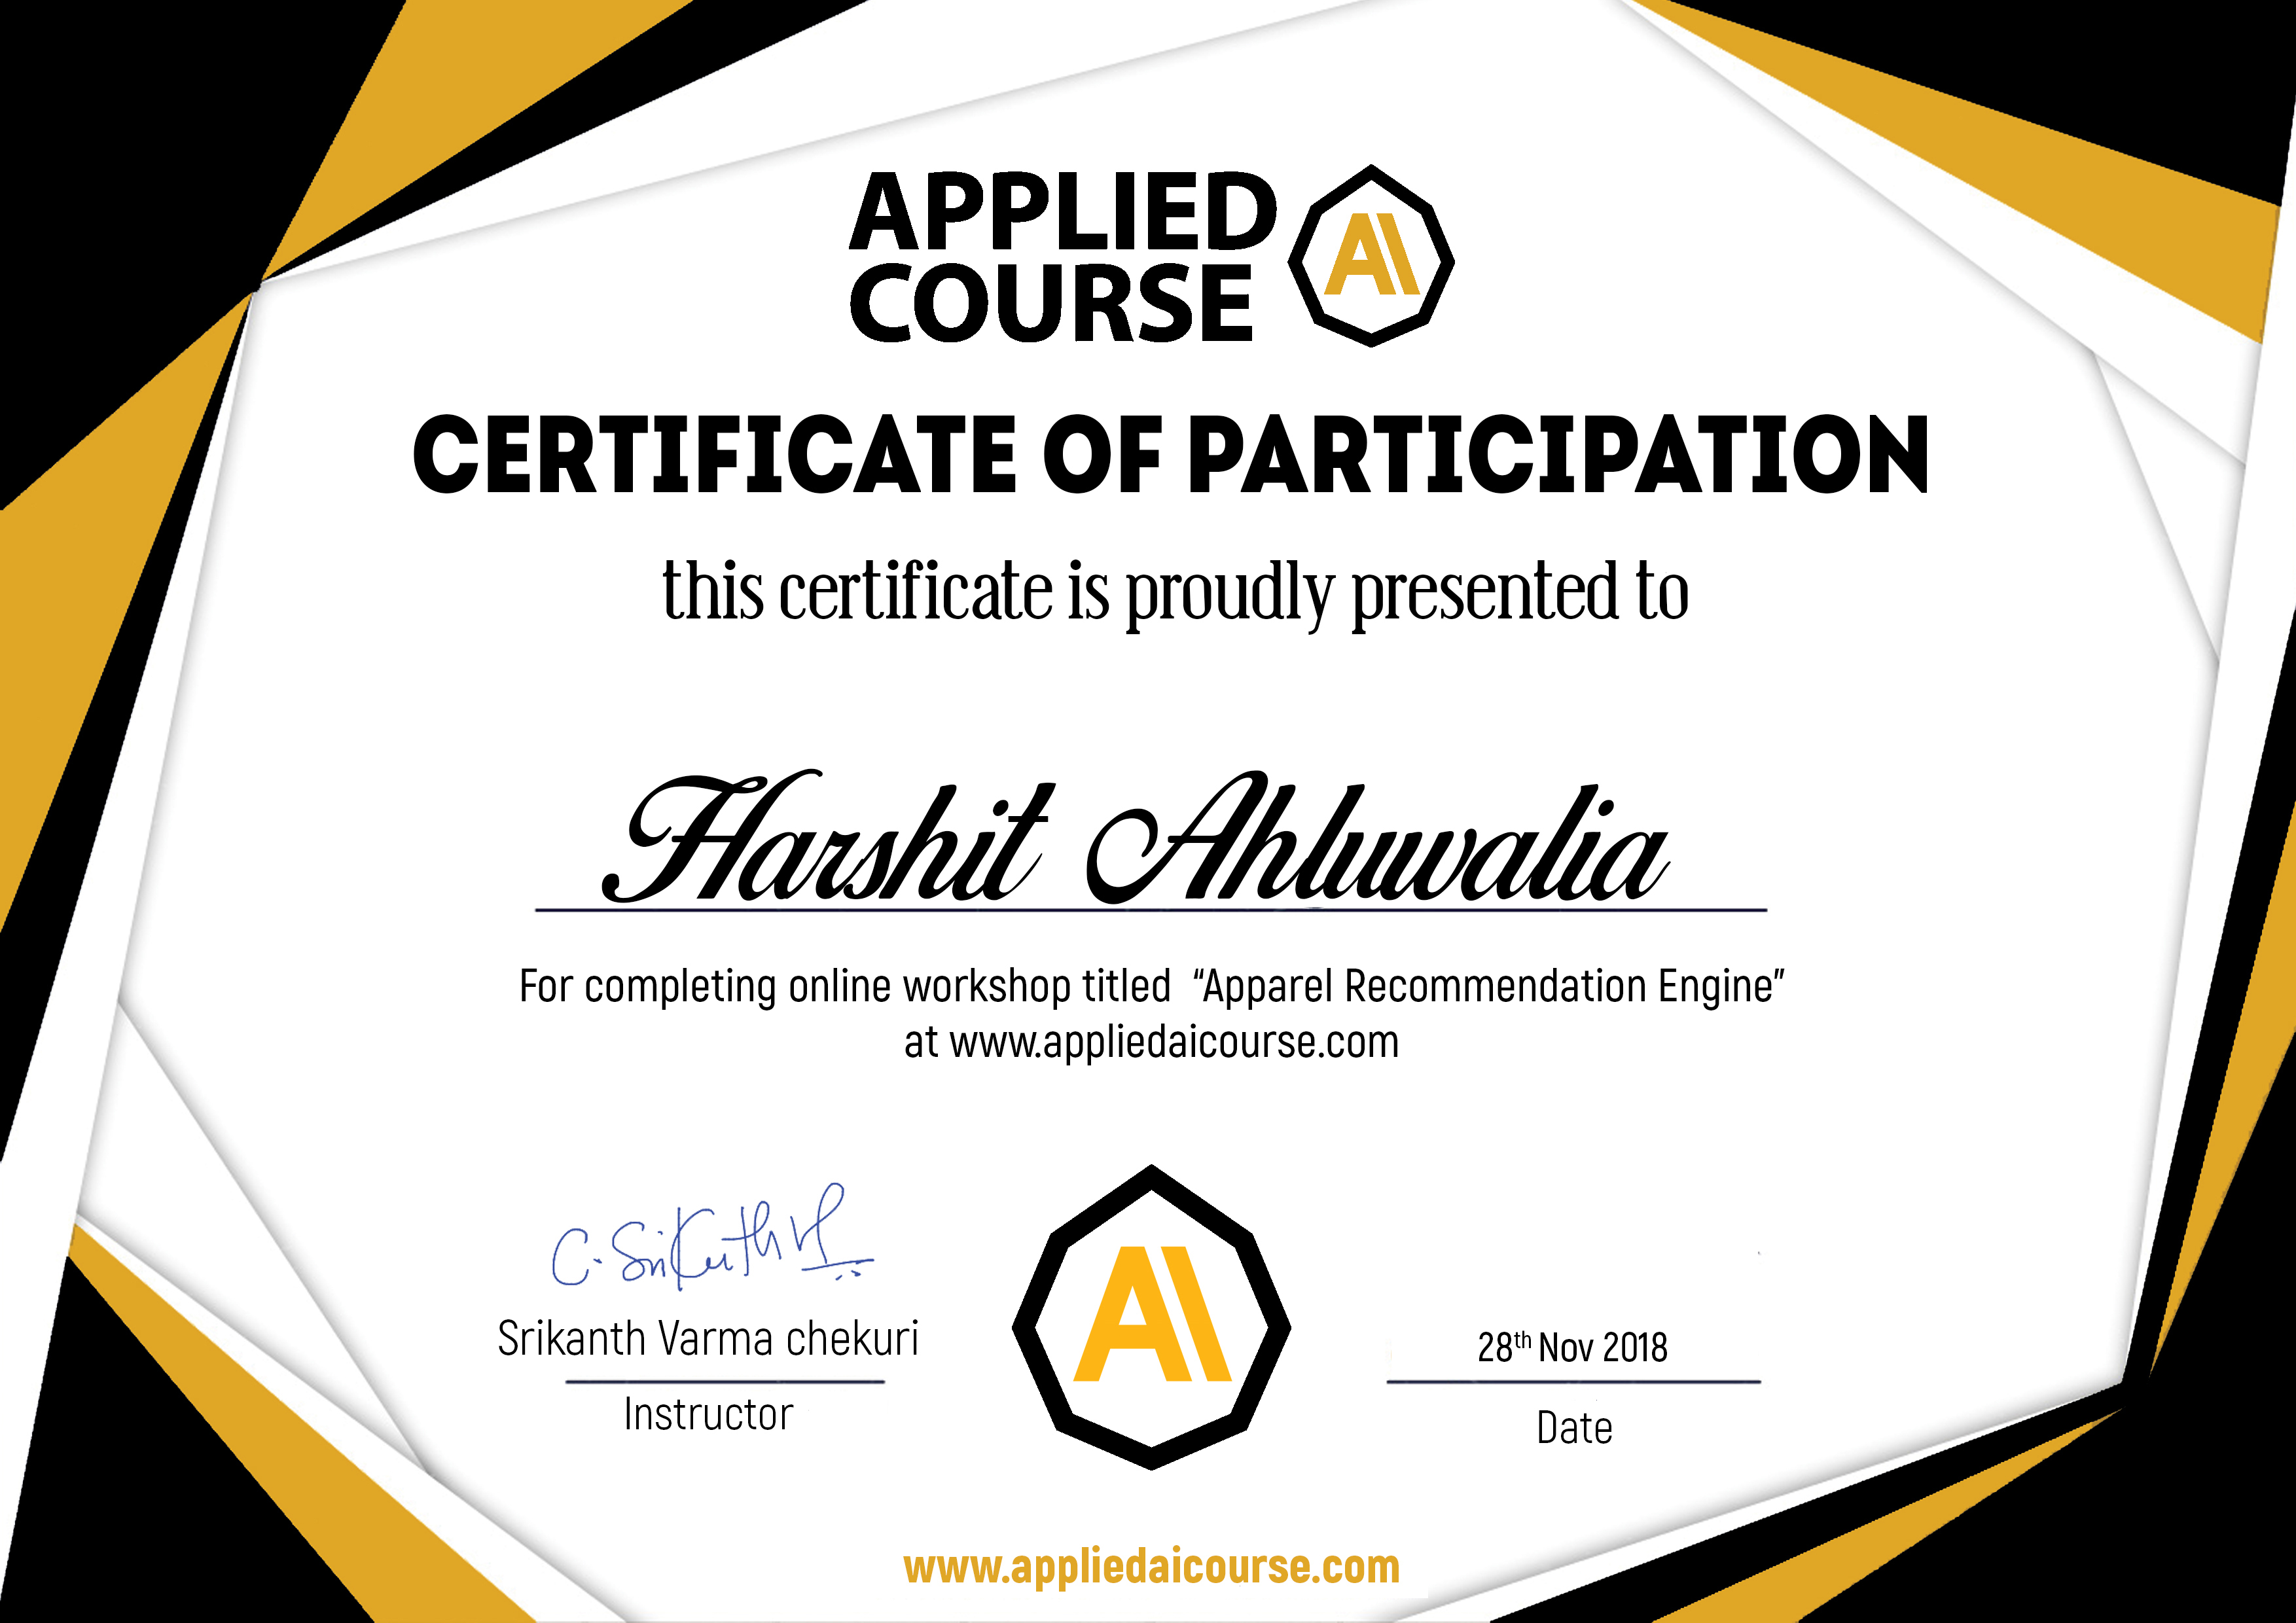 APPLIED
COURSE
AI
CERTIFICATE OF PARTICIPATION
this certificate is proudly presented to
Harshit Ahluwalia
For completing online workshop titled “Apparel Recommendation Engine”
at www.appliedaicourse.com
C. Srikanth V
AI
Srikanth Varma chekuri
28th Nov 2018
Instructor
Date
www.appliedaicourse.com